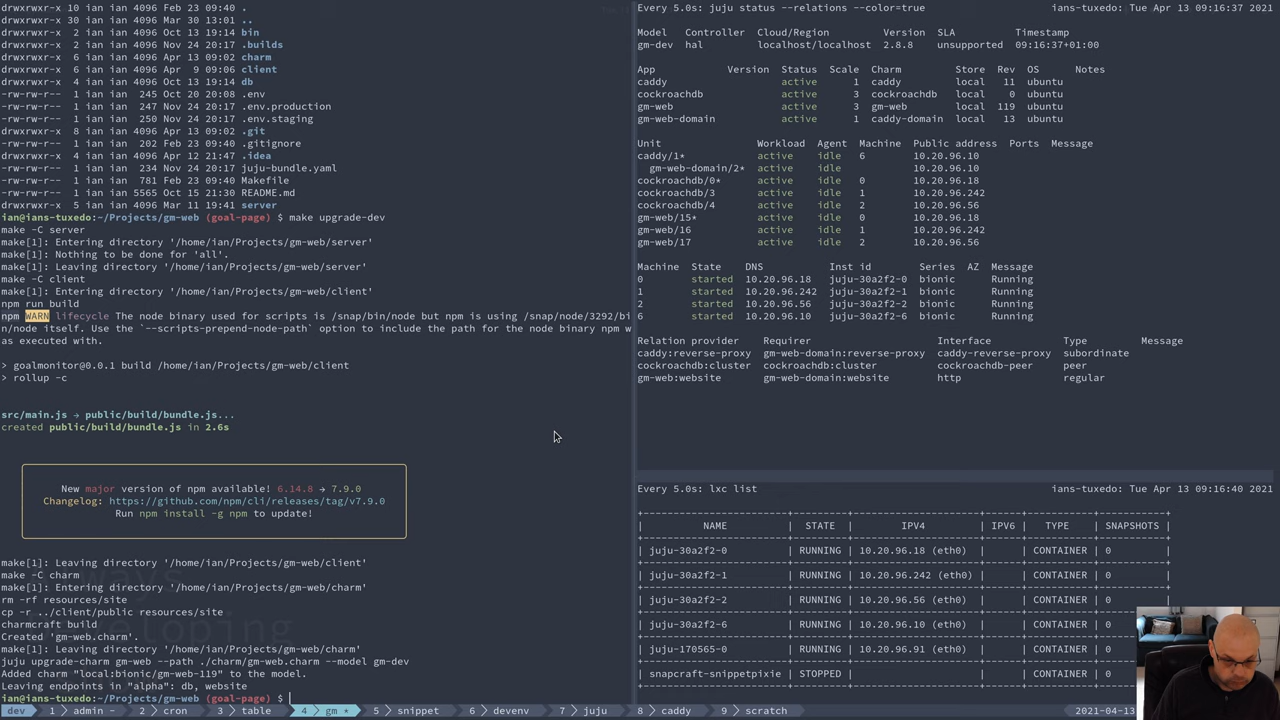 drwxrwxr-x 10 ian ian 4096 Feb 23 09:40 .
drwxrwxr-x 30 ian ian 4096 Mar 30 13:01 ..
drwxrwxr-x  2 ian ian 4096 Oct 13 19:14 bin
drwxrwxr-x  2 ian ian 4096 Nov 24 20:17 .builds
drwxrwxr-x  6 ian ian 4096 Apr 13 09:02 charm
drwxrwxr-x  6 ian ian 4096 Apr  9 09:06 client
drwxrwxr-x  4 ian ian 4096 Oct 13 19:14 db
-rw-rw-r--  1 ian ian  245 Oct 20 20:08 .env
-rw-rw-r--  1 ian ian  247 Nov 24 20:17 .env.production
-rw-rw-r--  1 ian ian  250 Nov 24 20:17 .env.staging
drwxrwxr-x  8 ian ian 4096 Apr 13 09:02 .git
-rw-rw-r--  1 ian ian  202 Feb 23 09:40 .gitignore
drwxrwxr-x  4 ian ian 4096 Apr 12 21:47 .idea
-rw-rw-r--  1 ian ian  234 Nov 24 20:17 juju-bundle.yaml
-rw-rw-r--  1 ian ian  781 Feb 23 09:40 Makefile
-rw-rw-r--  1 ian ian 5565 Oct 15 21:30 README.md
drwxrwxr-x  5 ian ian 4096 Mar 11 19:41 server
ian@ians-tuxedo:~/Projects/gm-web (goal-page) $ make upgrade-dev
make -C server
make[1]: Entering directory '/home/ian/Projects/gm-web/server'
make[1]: Nothing to be done for 'all'.
make[1]: Leaving directory '/home/ian/Projects/gm-web/server'
make -C client
make[1]: Entering directory '/home/ian/Projects/gm-web/client'
npm run build
npm WARN lifecycle The node binary used for scripts is /snap/bin/node but npm is using /snap/node/3292/bi
n/node itself. Use the `--scripts-prepend-node-path` option to include the path for the node binary npm w
as executed with.
> goalmonitor@0.0.1 build /home/ian/Projects/gm-web/client
> rollup -c
src/main.js → public/build/bundle.js...
created public/build/bundle.js in 2.6s
New major version of npm available! 6.14.8 → 7.9.0
Changelog: https://github.com/npm/cli/releases/tag/v7.9.0
Run npm install -g npm to update!
make[1]: Leaving directory '/home/ian/Projects/gm-web/client'
make -C charm
make[1]: Entering directory '/home/ian/Projects/gm-web/charm'
rm -rf resources/site
cp -r ../client/public resources/site
charmcraft build
Created 'gm-web.charm'.
make[1]: Leaving directory '/home/ian/Projects/gm-web/charm'
juju upgrade-charm gm-web --path ./charm/gm-web.charm --model gm-dev
Added charm "local:bionic/gm-web-119" to the model.
Leaving endpoints in "alpha": db, website
ian@ians-tuxedo:~/Projects/gm-web (goal-page) $
Every 5.0s: juju status --relations --color=true    ians-tuxedo: Tue Apr 13 09:16:37 2021
Model   Controller  Cloud/Region         Version  SLA          Timestamp
gm-dev  hal         localhost/localhost  2.8.8    unsupported  09:16:37+01:00
App            Version  Status  Scale  Charm         Store  Rev  OS      Notes
caddy                   active      1  caddy         local   11  ubuntu
cockroachdb             active      3  cockroachdb   local    0  ubuntu
gm-web                  active      3  gm-web        local  119  ubuntu
gm-web-domain           active      1  caddy-domain  local   13  ubuntu
Unit                Workload  Agent  Machine  Public address  Ports  Message
caddy/1*            active    idle   6        10.20.96.10
gm-web-domain/2*  active    idle            10.20.96.10
cockroachdb/0*      active    idle   0        10.20.96.18
cockroachdb/3       active    idle   1        10.20.96.242
cockroachdb/4       active    idle   2        10.20.96.56
gm-web/15*          active    idle   0        10.20.96.18
gm-web/16           active    idle   1        10.20.96.242
gm-web/17           active    idle   2        10.20.96.56
Machine  State    DNS           Inst id        Series  AZ  Message
0        started  10.20.96.18   juju-30a2f2-0  bionic      Running
1        started  10.20.96.242  juju-30a2f2-1  bionic      Running
2        started  10.20.96.56   juju-30a2f2-2  bionic      Running
6        started  10.20.96.10   juju-30a2f2-6  bionic      Running
Relation provider    Requirer                     Interface            Type         Message
caddy:reverse-proxy  gm-web-domain:reverse-proxy  caddy-reverse-proxy  subordinate
cockroachdb:cluster  cockroachdb:cluster          cockroachdb-peer     peer
gm-web:website       gm-web-domain:website        http                 regular
Every 5.0s: lxc list    ians-tuxedo: Tue Apr 13 09:16:40 2021
| NAME | STATE | IPV4 | IPV6 | TYPE | SNAPSHOTS |
| juju-30a2f2-0 | RUNNING | 10.20.96.18 (eth0) | | CONTAINER | 0 |
| juju-30a2f2-1 | RUNNING | 10.20.96.242 (eth0) | | CONTAINER | 0 |
| juju-30a2f2-2 | RUNNING | 10.20.96.56 (eth0) | | CONTAINER | 0 |
| juju-30a2f2-6 | RUNNING | 10.20.96.10 (eth0) | | CONTAINER | 0
| juju-170565-0 | RUNNING | 10.20.96.91 (eth0) | | CONTAINER | 0
| snapcraft-snippetpixie | STOPPED | | | CONTAINER | 0
dev  1 admin -  2 cron  3 table  4 gm *  5 snippet  6 devenv  7 juju  8 caddy  9 scratch  2021-04-13